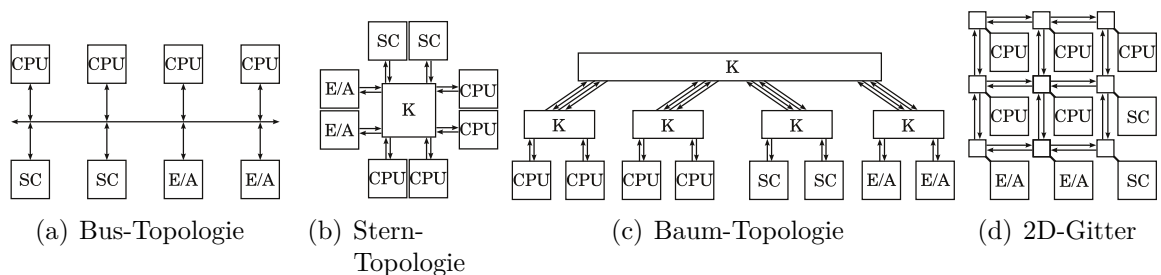 CPU CPU CPU CPU
SC SC E/A E/A
(a) Bus-Topologie
SC SC
E/A CPU
K
E/A CPU
CPU CPU
(b) Stern-
Topologie
K
K K K K
CPU CPU CPU CPU SC SC E/A E/A
(c) Baum-Topologie
CPU CPU CPU
CPU CPU SC
E/A E/A SC
(d) 2D-Gitter